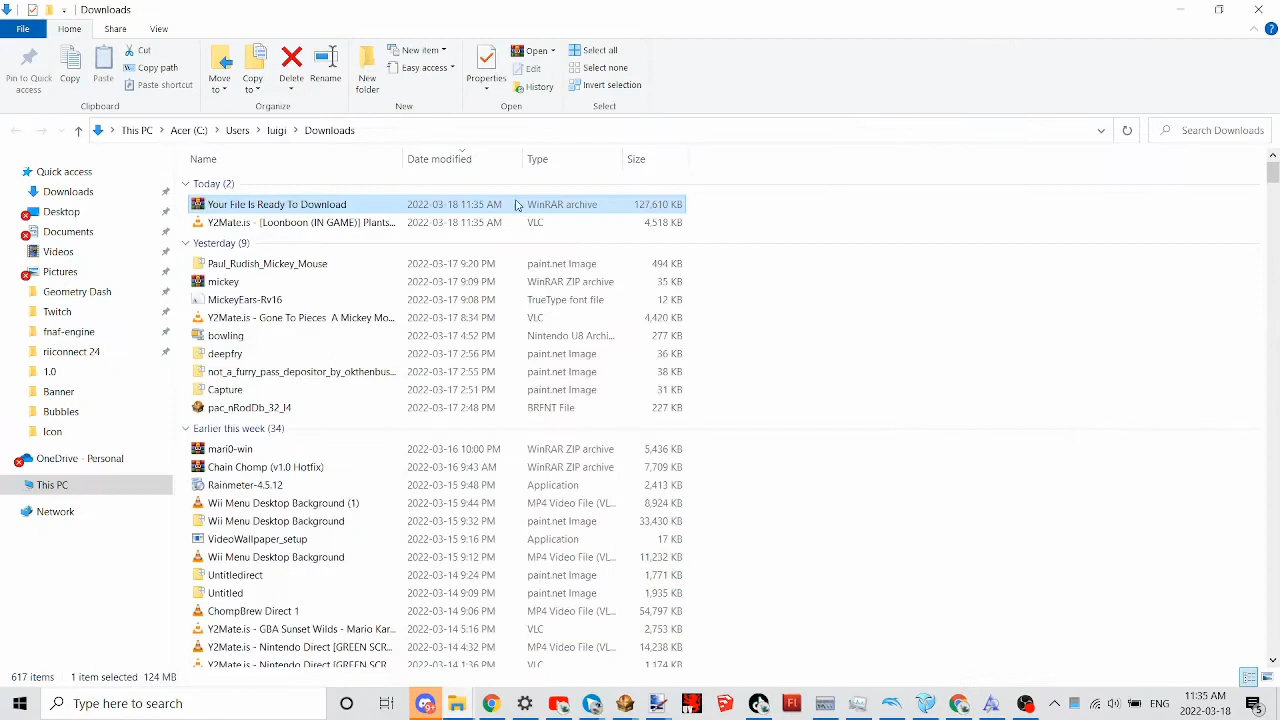 Downloads
File Home Share View
Pin to Quick access
Copy
Paste
Cut
Copy path
Paste shortcut
Clipboard
Move to
Copy to
Delete
Rename
Organize
New folder
New item
Easy access
New
Properties
Open
Edit
History
Open
Select all
Select none
Invert selection
Select
This PC Acer (C:) Users luigi Downloads
Search Downloads
Quick access
Downloads
Desktop
Documents
Videos
Pictures
Geometry Dash
Twitch
fnaf-engine
riiconnect 24
1.0
Banner
Bubbles
Icon
OneDrive - Personal
This PC
Network
Name Date modified Type Size
Today (2)
Your File Is Ready To Download 2022-03-18 11:35 AM WinRAR archive 127,610 KB
Y2Mate.is - [Loonboon (IN GAME)] Plants... 2022-03-18 11:35 AM VLC 4,518 KB
Yesterday (9)
Paul_Rudish_Mickey_Mouse 2022-03-17 9:20 PM paint.net Image 494 KB
mickey 2022-03-17 9:09 PM WinRAR ZIP archive 35 KB
MickeyEars-Rv16 2022-03-17 9:08 PM TrueType font file 12 KB
Y2Mate.is - Gone To Pieces A Mickey Mo... 2022-03-17 8:34 PM VLC 4,420 KB
bowling 2022-03-17 4:52 PM Nintendo U8 Archi... 277 KB
deepfry 2022-03-17 2:56 PM paint.net Image 36 KB
not_a_furry_pass_depositor_by_okthenbus... 2022-03-17 2:55 PM paint.net Image 38 KB
Capture 2022-03-17 2:51 PM paint.net Image 31 KB
pac_nRodDb_32_l4 2022-03-17 2:48 PM BRFNT File 227 KB
Earlier this week (34)
mari0-win 2022-03-16 10:00 PM WinRAR ZIP archive 5,436 KB
Chain Chomp (v1.0 Hotfix) 2022-03-16 9:43 AM WinRAR ZIP archive 7,709 KB
Rainmeter-4.5.12 2022-03-15 9:48 PM Application 2,413 KB
Wii Menu Desktop Background (1) 2022-03-15 9:44 PM MP4 Video File (VL... 8,924 KB
Wii Menu Desktop Background 2022-03-15 9:32 PM paint.net Image 33,430 KB
VideoWallpaper_setup 2022-03-15 9:16 PM Application 17 KB
Wii Menu Desktop Background 2022-03-15 9:12 PM MP4 Video File (VL... 11,232 KB
Untitledirect 2022-03-14 9:24 PM paint.net Image 1,771 KB
Untitled 2022-03-14 9:09 PM paint.net Image 1,935 KB
ChompBrew Direct 1 2022-03-14 9:06 PM MP4 Video File (VL... 54,797 KB
Y2Mate.is - GBA Sunset Wilds - Mario Kar... 2022-03-14 5:16 PM VLC 2,753 KB
Y2Mate.is - Nintendo Direct [GREEN SCR... 2022-03-14 4:32 PM MP4 Video File (VL... 14,238 KB
Y2Mate.is - Nintendo Direct [GREEN SCR... 2022-03-14 1:36 PM VLC 1,174 KB
617 items 1 item selected 124 MB
Type here to search
ENG
11:35 AM
2022-03-18